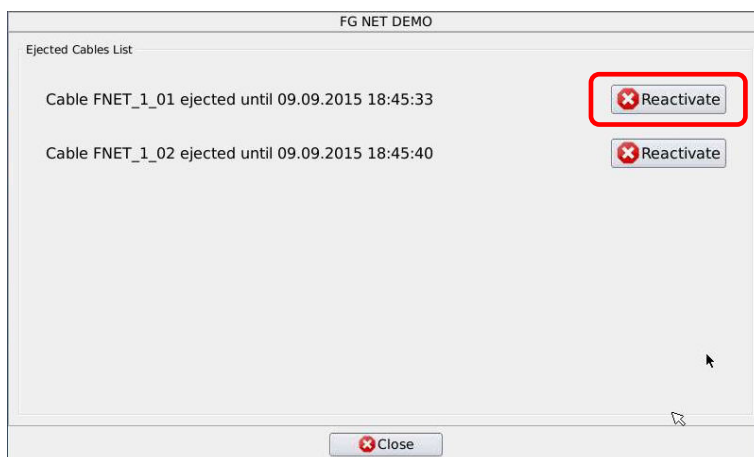 FG NET DEMO
Ejected Cables List
Cable FNET_1_01 ejected until 09.09.2015 18:45:33 Reactivate
Cable FNET_1_02 ejected until 09.09.2015 18:45:40 Reactivate
Close